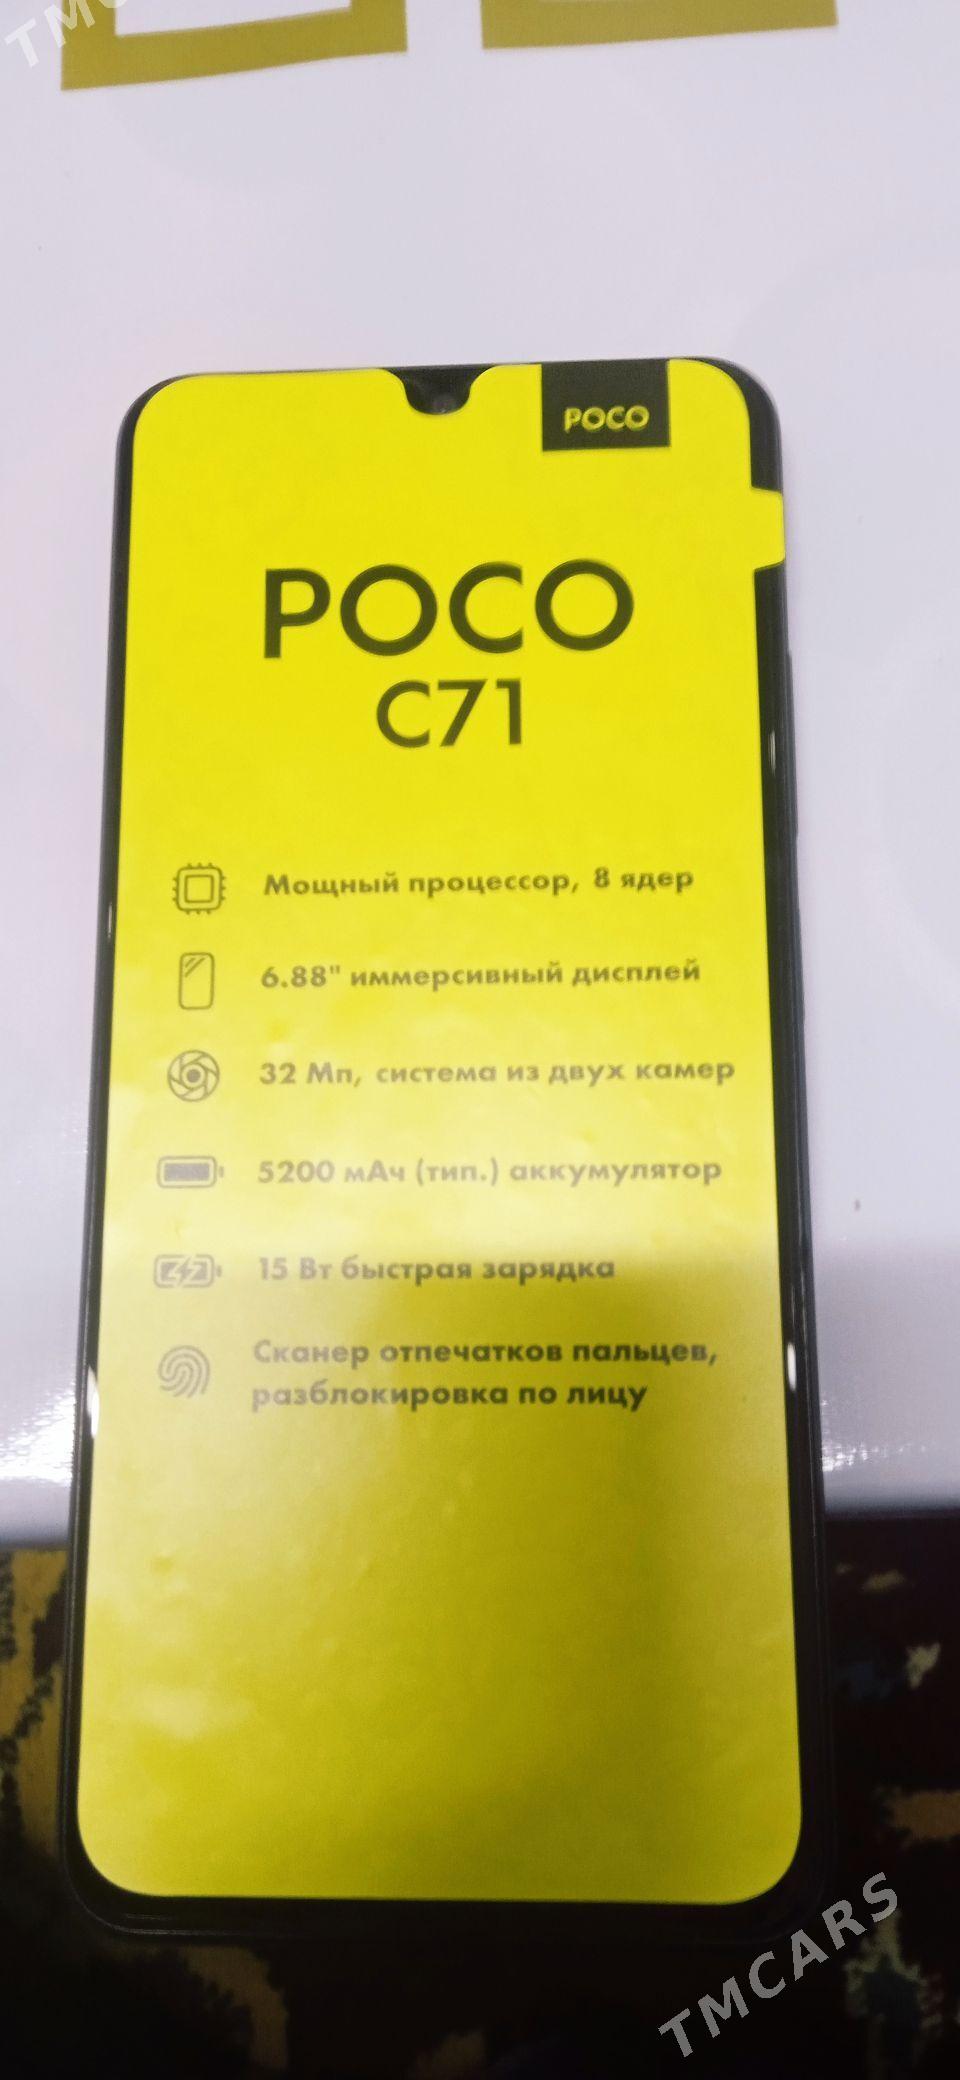 TMC
POCO
POCO
C71
Мощный процессор, 8 ядер
6.88" иммерсивный дисплей
32 Мп, система из двух камер
5200 мАч (тип.) аккумулятор
15 Вт быстрая зарядка
Сканер отпечатков пальцев,
разблокировка по лицу
TMCARS